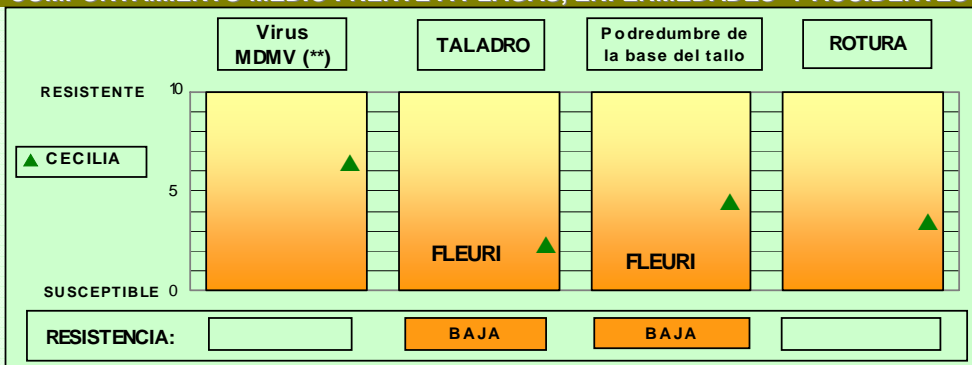 Virus
MDMV (**)
TALADRO
Podredumbre de
la base del tallo
ROTURA
RESISTENTE
10
CECILIA
5
FLEURI
FLEURI
SUSCEPTIBLE 0
RESISTENCIA:
BAJA
BAJA